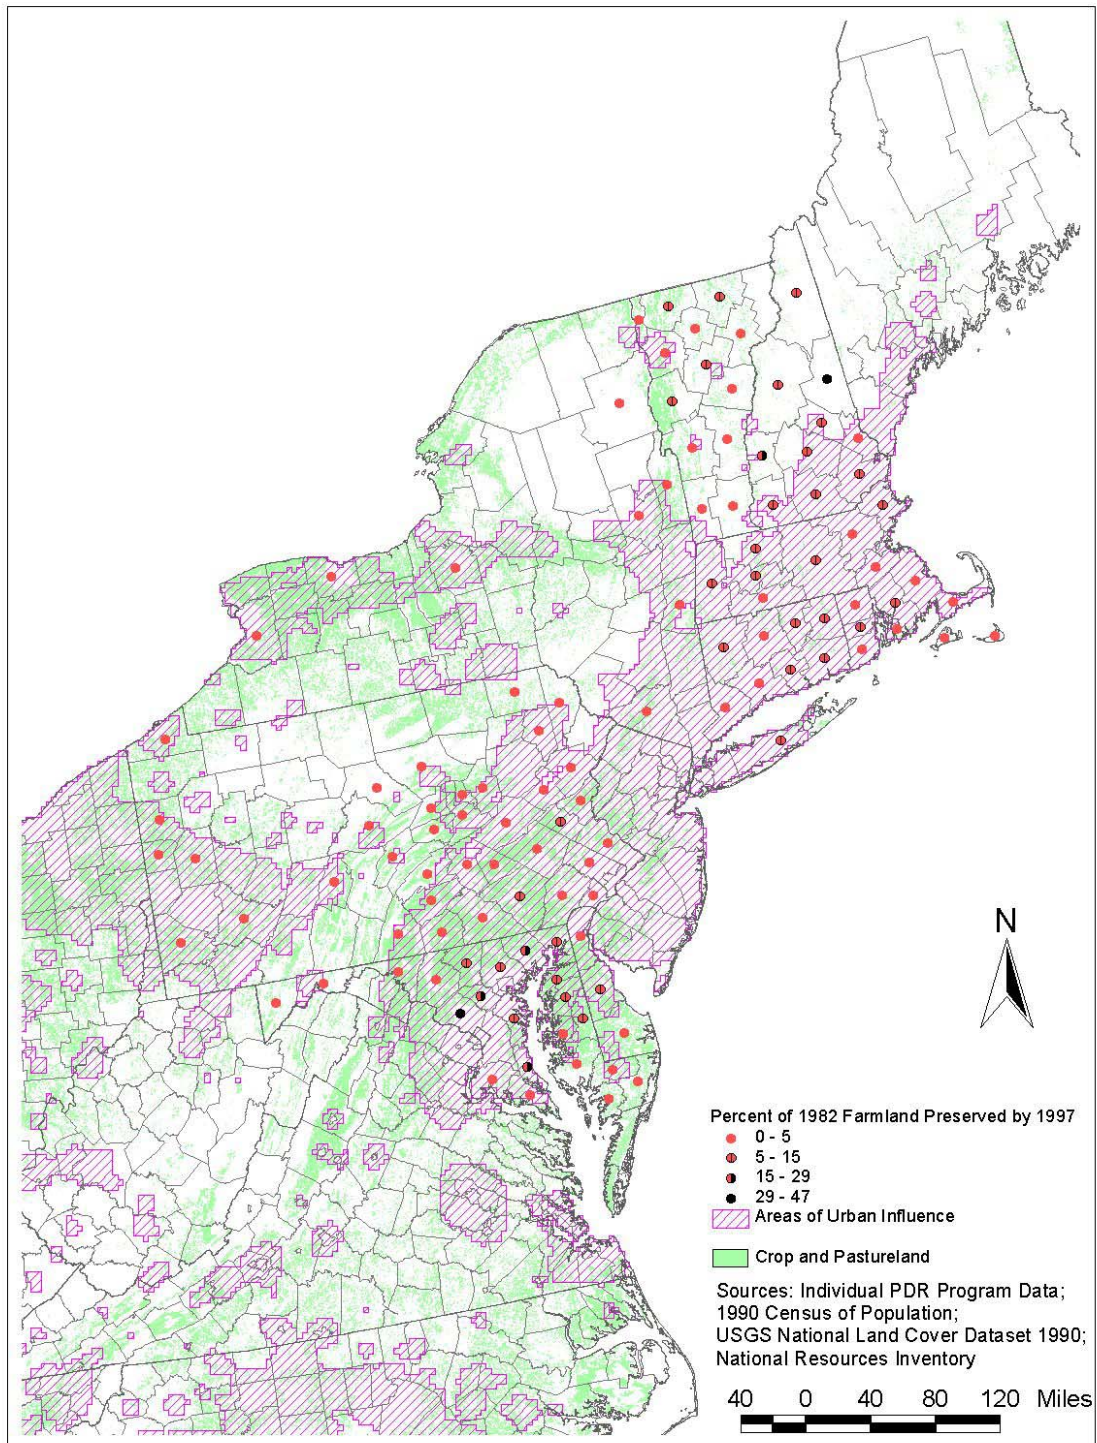 N
Percent of 1982 Farmland Preserved by 1997
0 - 5
5 - 15
15 - 29
29 - 47
Areas of Urban Influence
Crop and Pastureland
Sources: Individual PDR Program Data;
1990 Census of Population;
USGS National Land Cover Dataset 1990;
National Resources Inventory
40 0 40 80 120 Miles